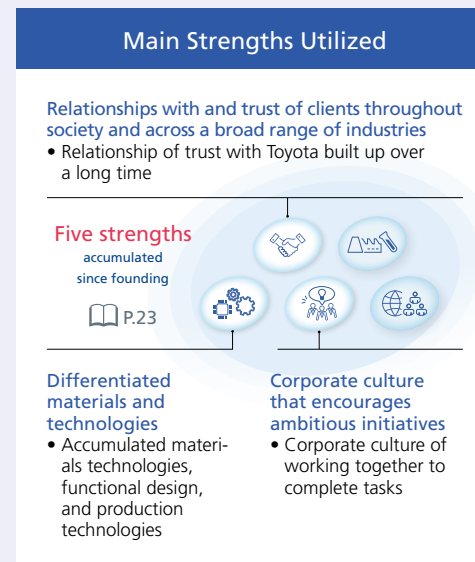 Main Strengths Utilized
Relationships with and trust of clients throughout
society and across a broad range of industries
• Relationship of trust with Toyota built up over
a long time
Five strengths
accumulated
since founding
P.23
Differentiated
materials and
technologies
• Accumulated materi-
als technologies,
functional design,
and production
technologies
Corporate culture
that encourages
ambitious initiatives
• Corporate culture of
working together to
complete tasks